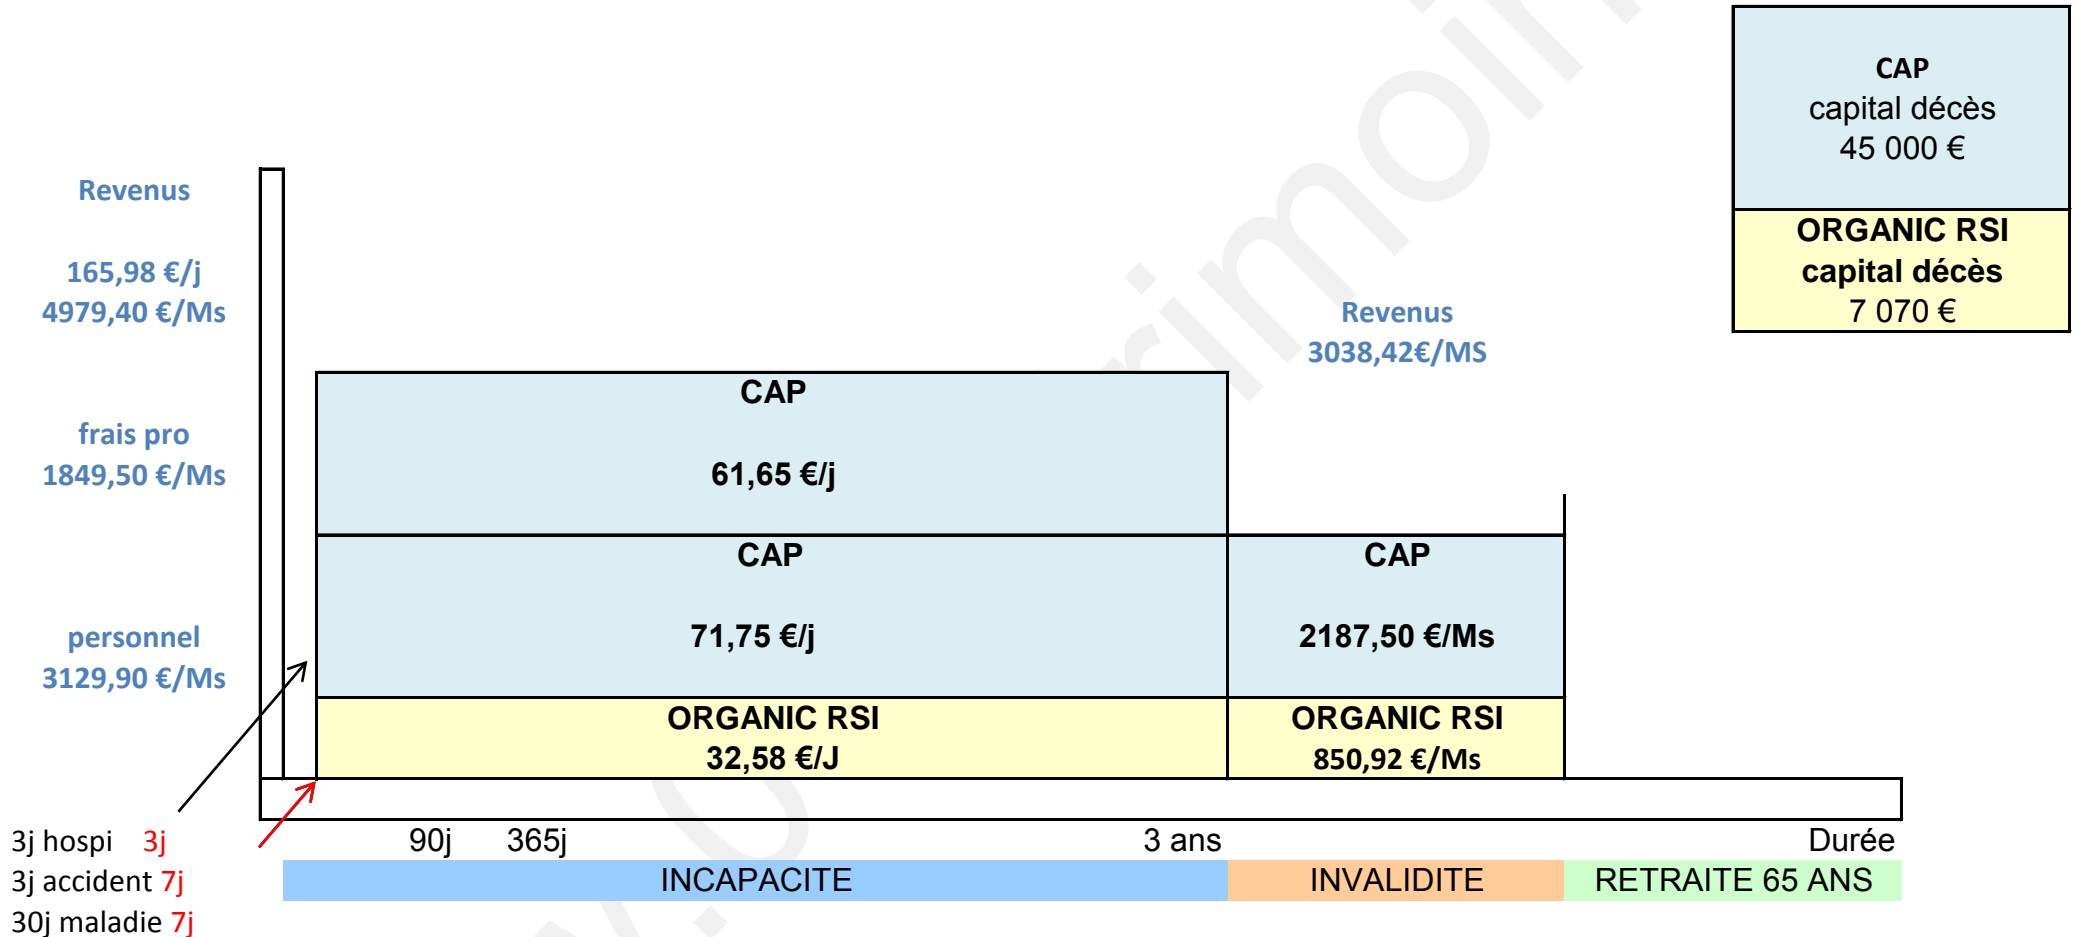 CAP
capital décès
45 000 €
ORGANIC RSI
capital décès
7 070 €
Revenus
165,98 €/j
4979,40 €/Ms
Revenus
3038,42€/MS
frais pro
1849,50 €/Ms
CAP
61,65 €/j
personnel
3129,90 €/Ms
CAP
71,75 €/j
CAP
2187,50 €/Ms
ORGANIC RSI
32,58 €/J
ORGANIC RSI
850,92 €/Ms
90j 365j 3 ans Durée
INCAPACITE INVALIDITE RETRAITE 65 ANS
3j hospi 3j
3j accident 7j
30j maladie 7j